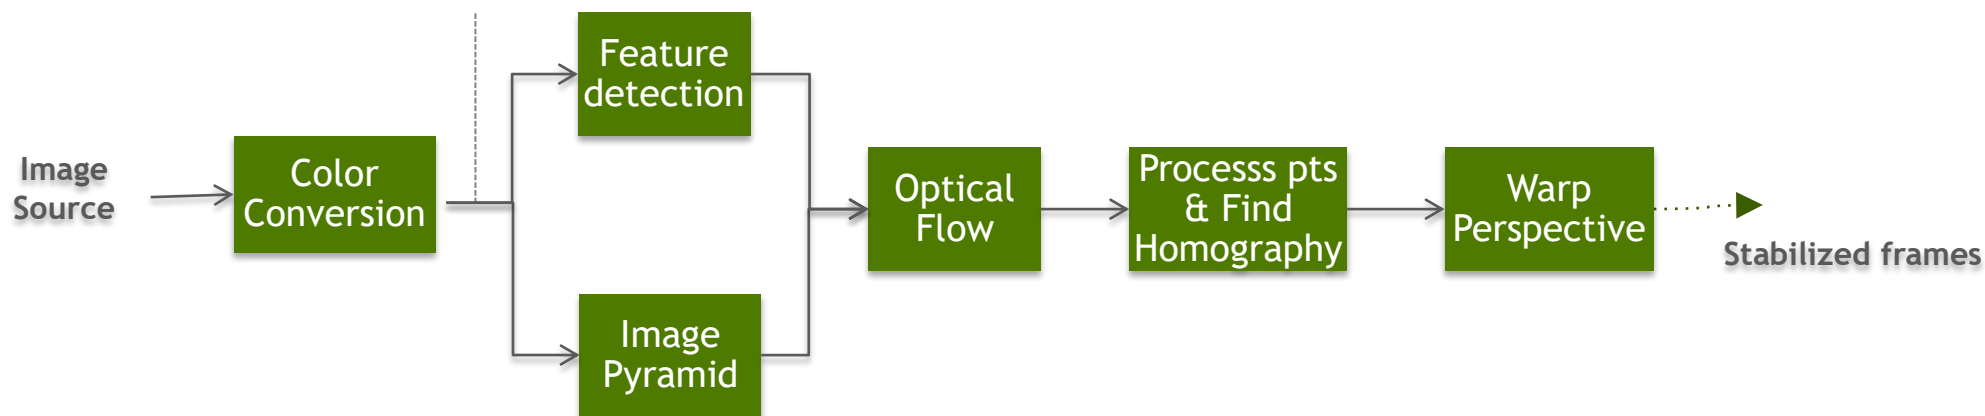 Image
Source
Color
Conversion
Feature
detection
Image
Pyramid
Optical
Flow
Processs pts
& Find
Homography
Warp
Perspective
Stabilized frames